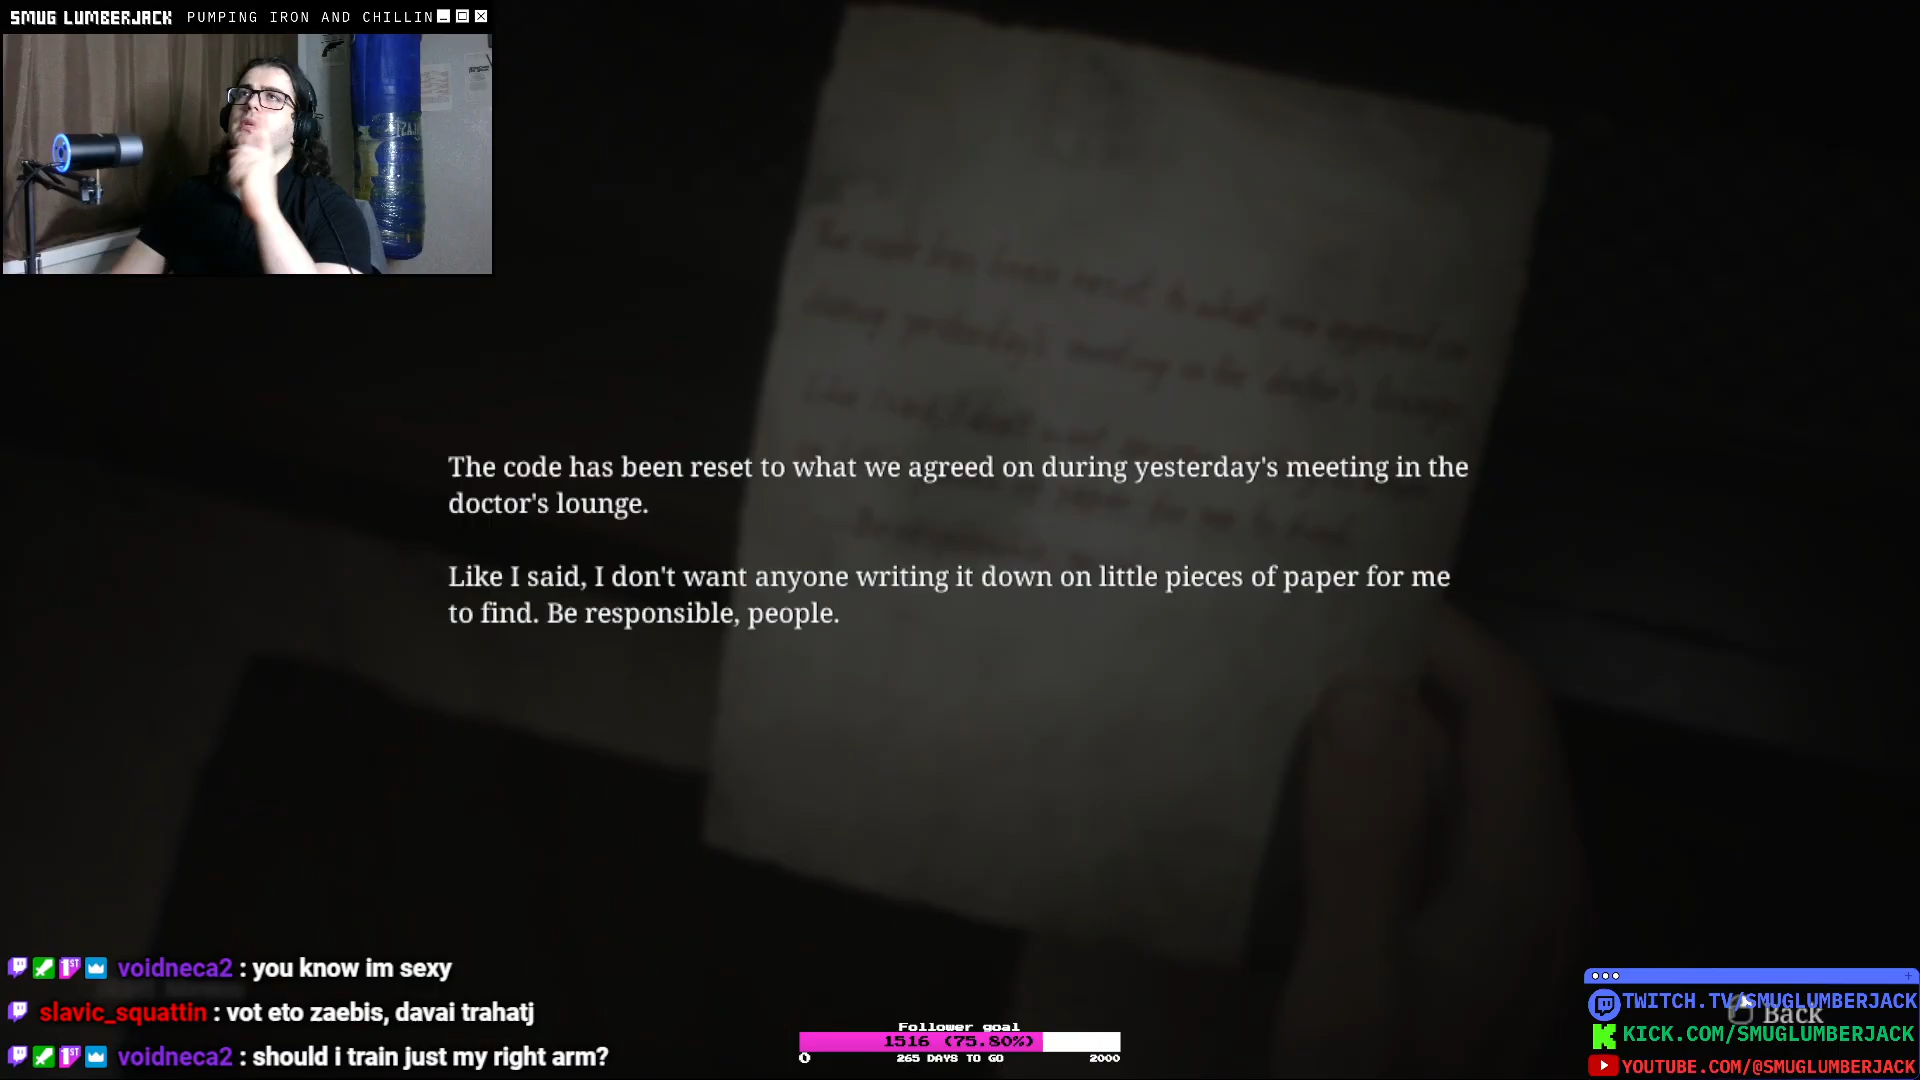 SMUG LUMBERJACK PUMPING IRON AND CHILLIN
The code has been reset to what we agreed on during yesterday's meeting in the
doctor's lounge.
Like I said, I don't want anyone writing it down on little pieces of paper for me
to find. Be responsible, people.
voidneca2 : you know im sexy
slavic_squattin : vot eto zaebis, davai trahatj
voidneca2 : should i train just my right arm?
Follower goal
1516 (75.80%)
0 265 DAYS TO GO 2000
TWITCH.TV/SMUGLUMBERJACK
Back
KICK.COM/SMUGLUMBERJACK
YOUTUBE.COM/@SMUGLUMBERJACK